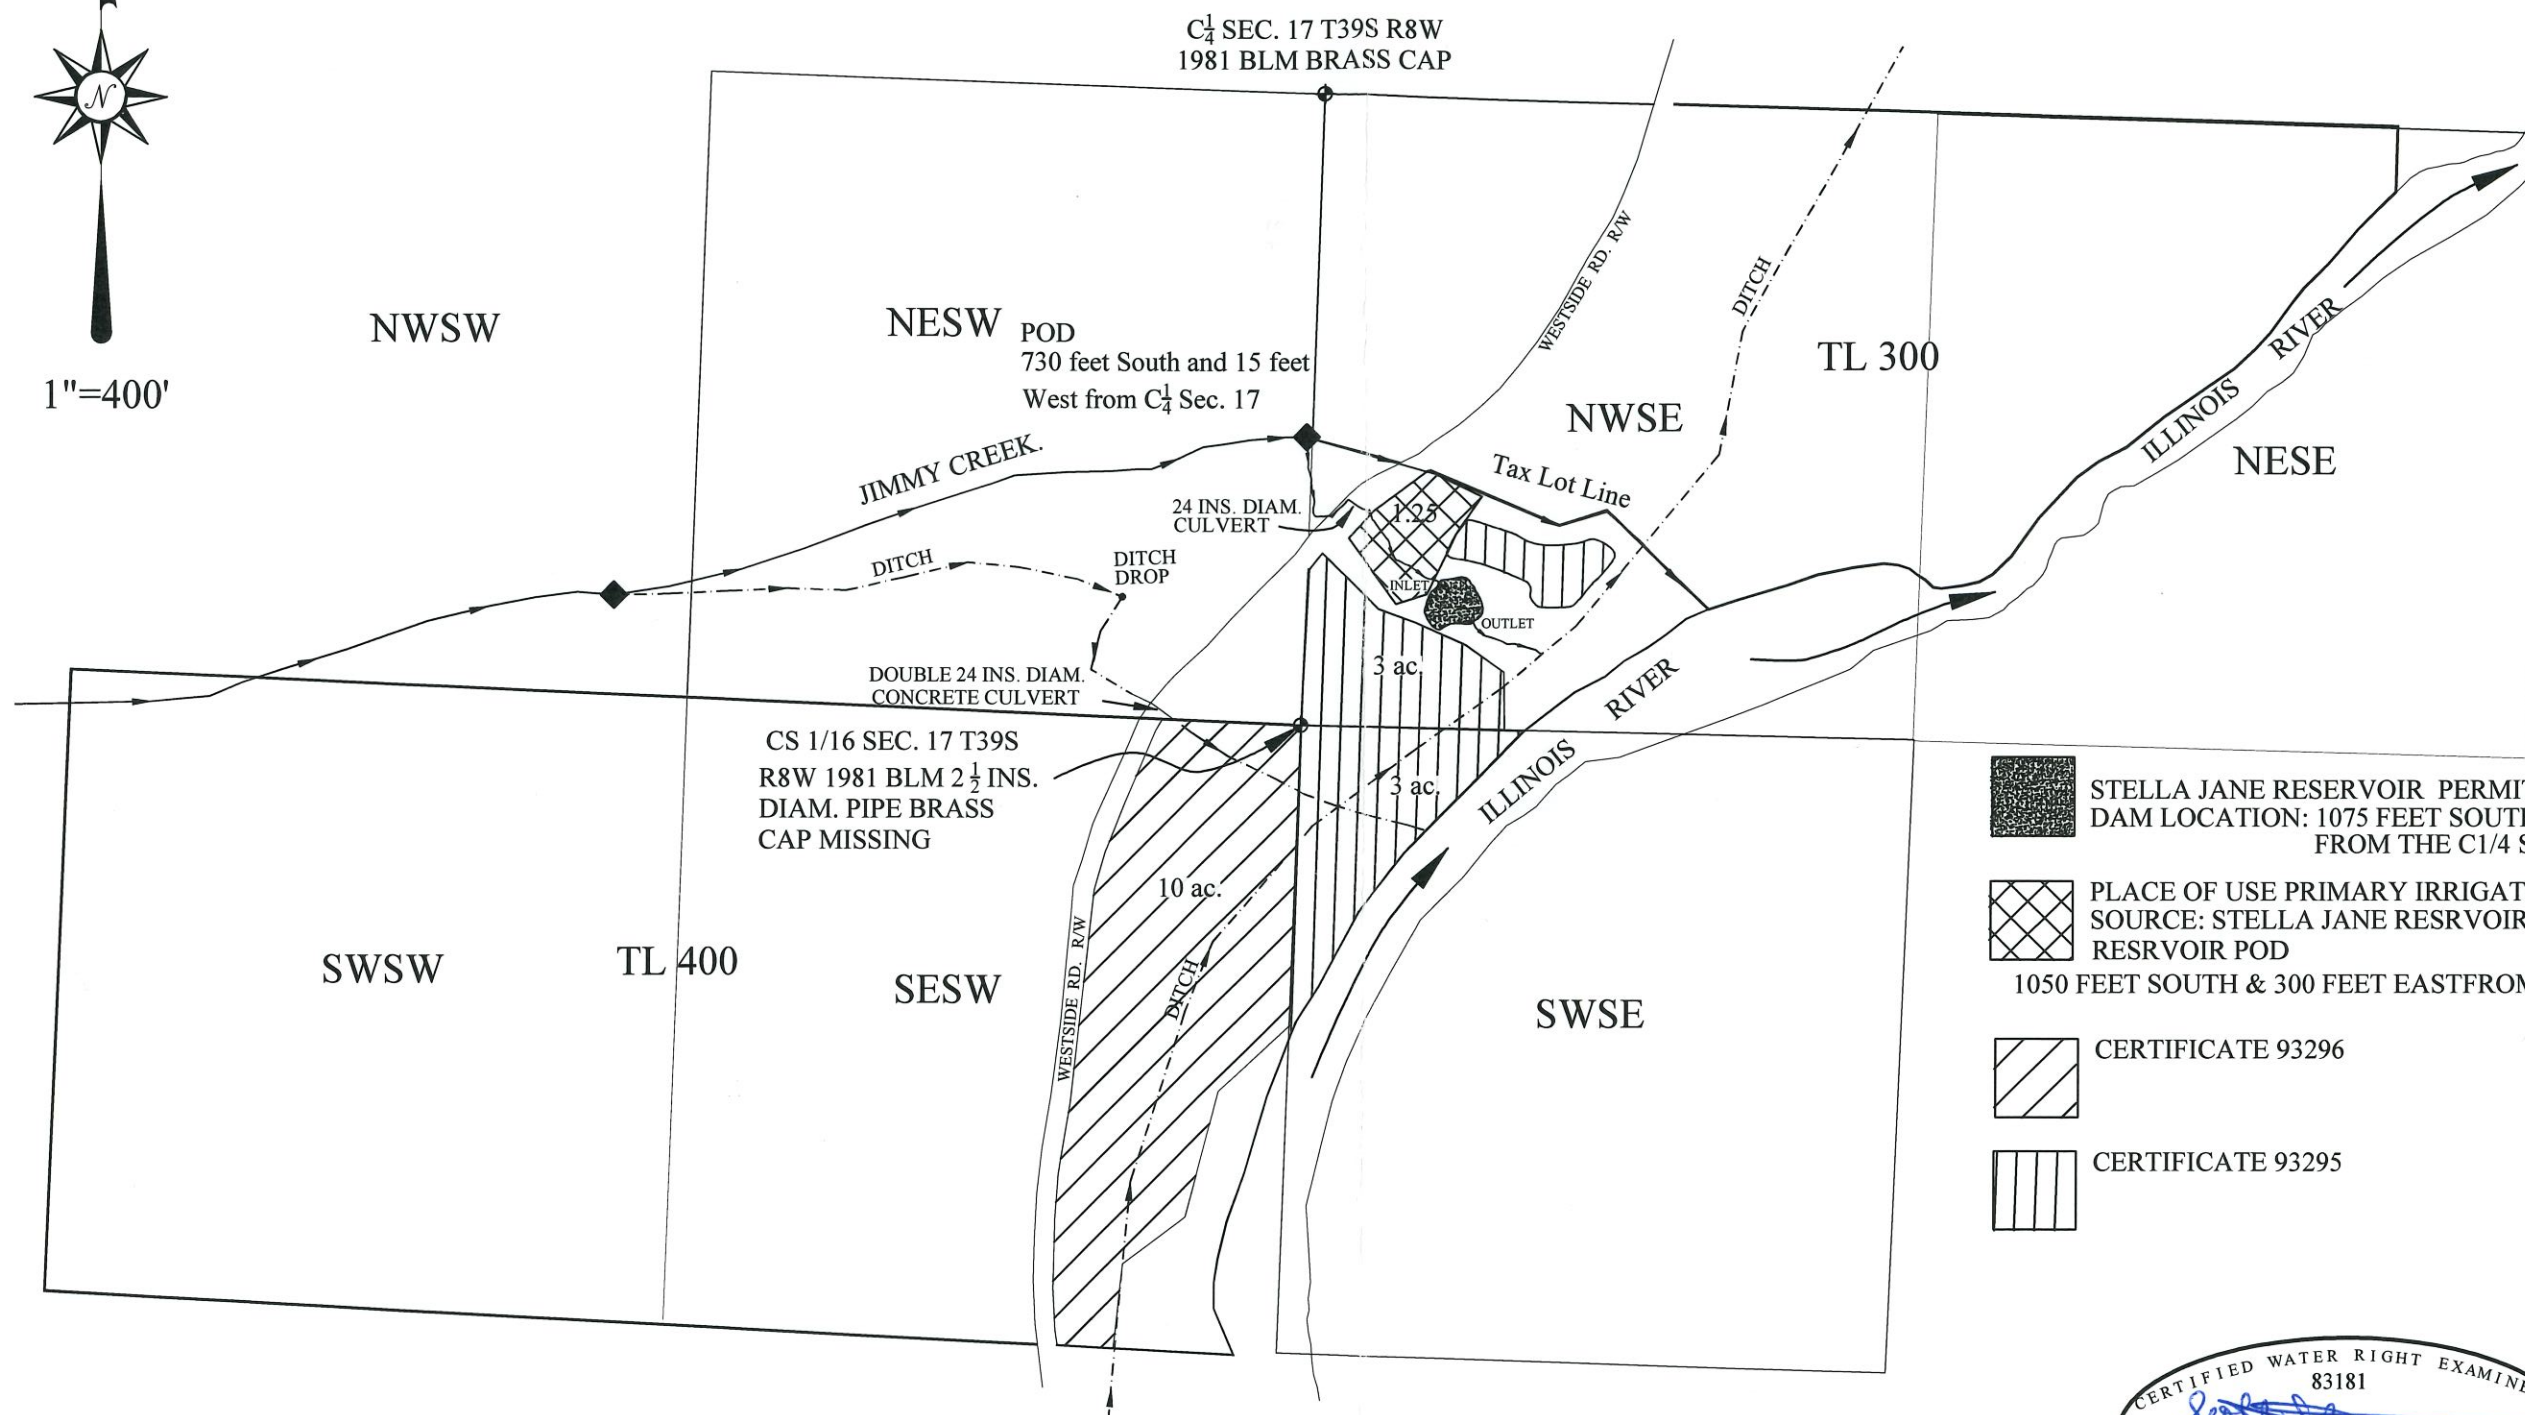 C¼ SEC. 17 T39S R8W
1981 BLM BRASS CAP
N
1"=400'
NWSW
NESW
POD
730 feet South and 15 feet
West from C¼ Sec. 17
WESTSIDE RD. R/W
DITCH
TL 300
NWSE
ILLINOIS RIVER
NESE
JIMMY CREEK.
Tax Lot Line
24 INS. DIAM.
CULVERT
1.25
DITCH
DITCH
DROP
INLET
OUTLET
3 ac.
DOUBLE 24 INS. DIAM.
CONCRETE CULVERT
ILLINOIS RIVER
CS 1/16 SEC. 17 T39S
R8W 1981 BLM 2 ½ INS.
DIAM. PIPE BRASS
CAP MISSING
3 ac.
10 ac.
SWSW
TL 400
SESW
WESTSIDE RD. R/W
DITCH
SWSE
STELLA JANE RESERVOIR PERMIT
DAM LOCATION: 1075 FEET SOUTH
FROM THE C1/4 S
PLACE OF USE PRIMARY IRRIGAT
SOURCE: STELLA JANE RESRVOIR
RESRVOIR POD
1050 FEET SOUTH & 300 FEET EASTFROM
CERTIFICATE 93296
CERTIFICATE 93295
CERTIFIED WATER RIGHT EXAMINE
83181